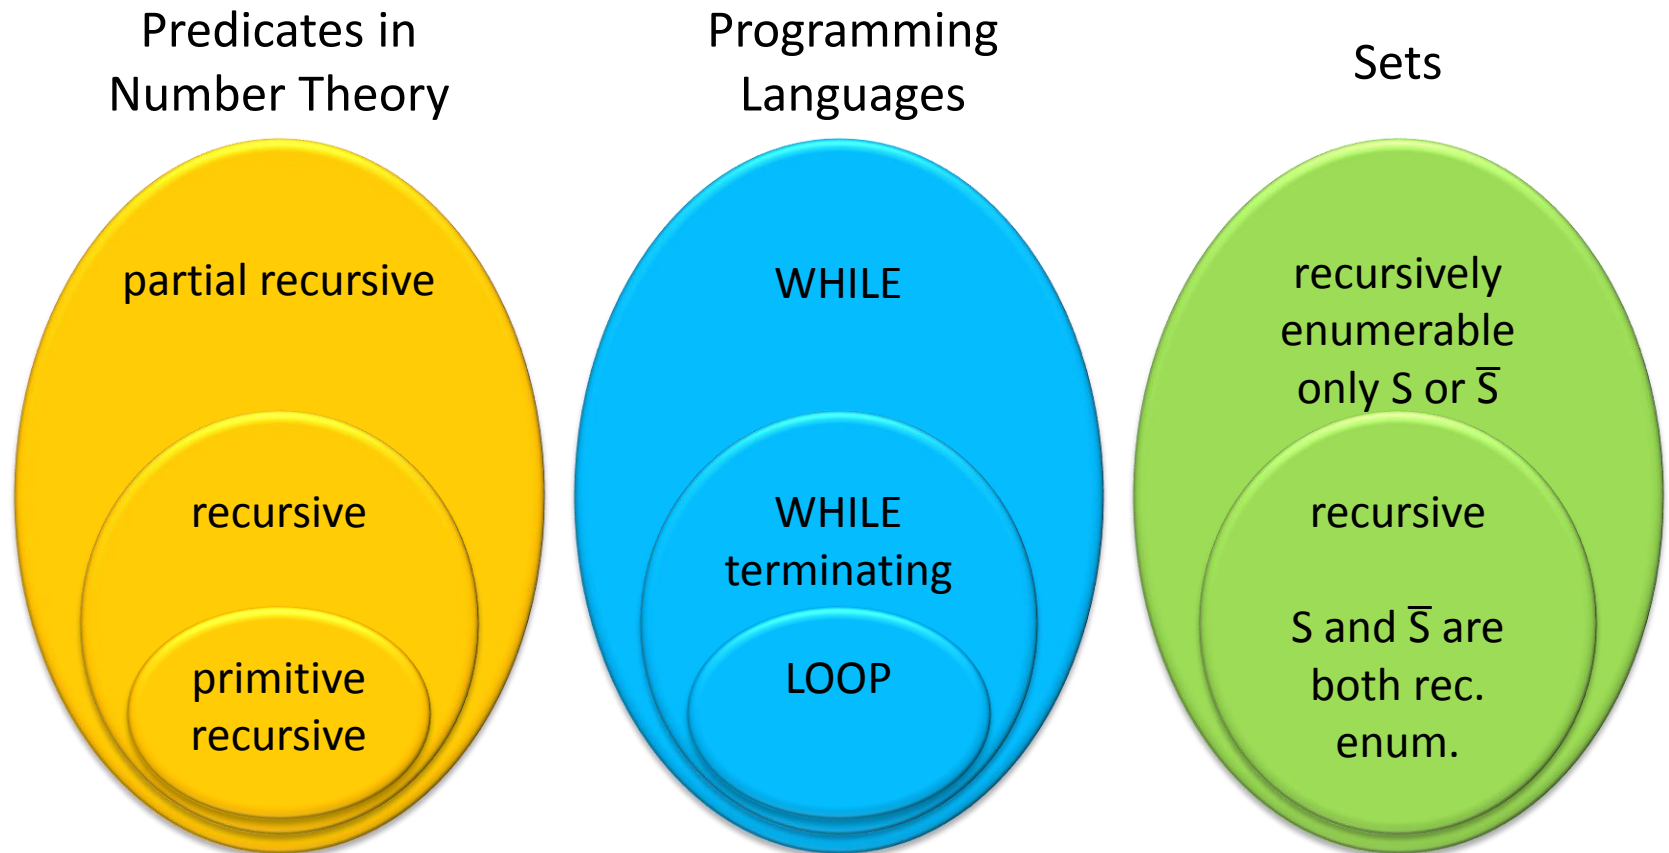 Predicates in
Number Theory
partial recursive
recursive
primitive
recursive
Programming
Languages
WHILE
WHILE
terminating
LOOP
Sets
recursively
enumerable
only S or S̅
recursive
S and S̅ are
both rec.
enum.